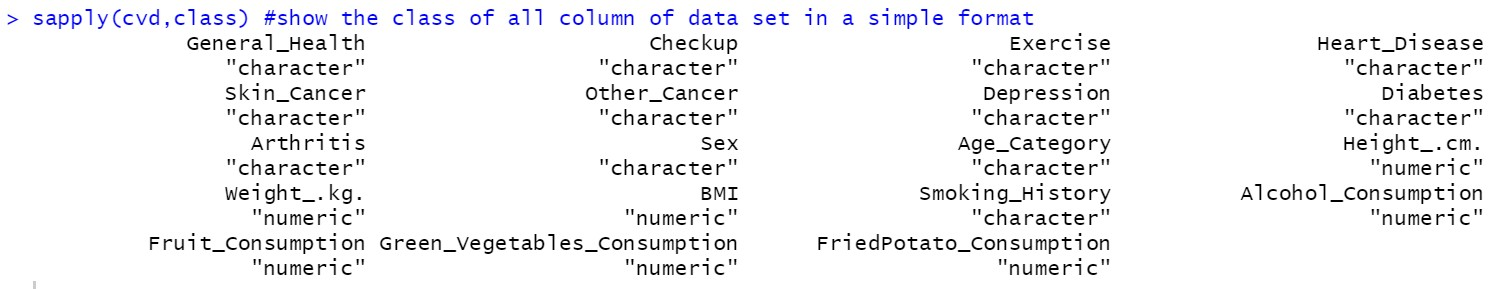 > sapply(cvd,class) #show the class of all column of data set in a simple format
General_Health Checkup Exercise Heart_Disease
"character" "character" "character" "character"
Skin_Cancer Other_Cancer Depression Diabetes
"character" "character" "character" "character"
Arthritis Sex Age_Category Height_.cm.
"character" "character" "character" "numeric"
Weight_.kg. BMI Smoking_History Alcohol_Consumption
"numeric" "numeric" "character" "numeric"
Fruit_Consumption Green_Vegetables_Consumption FriedPotato_Consumption
"numeric" "numeric" "numeric"